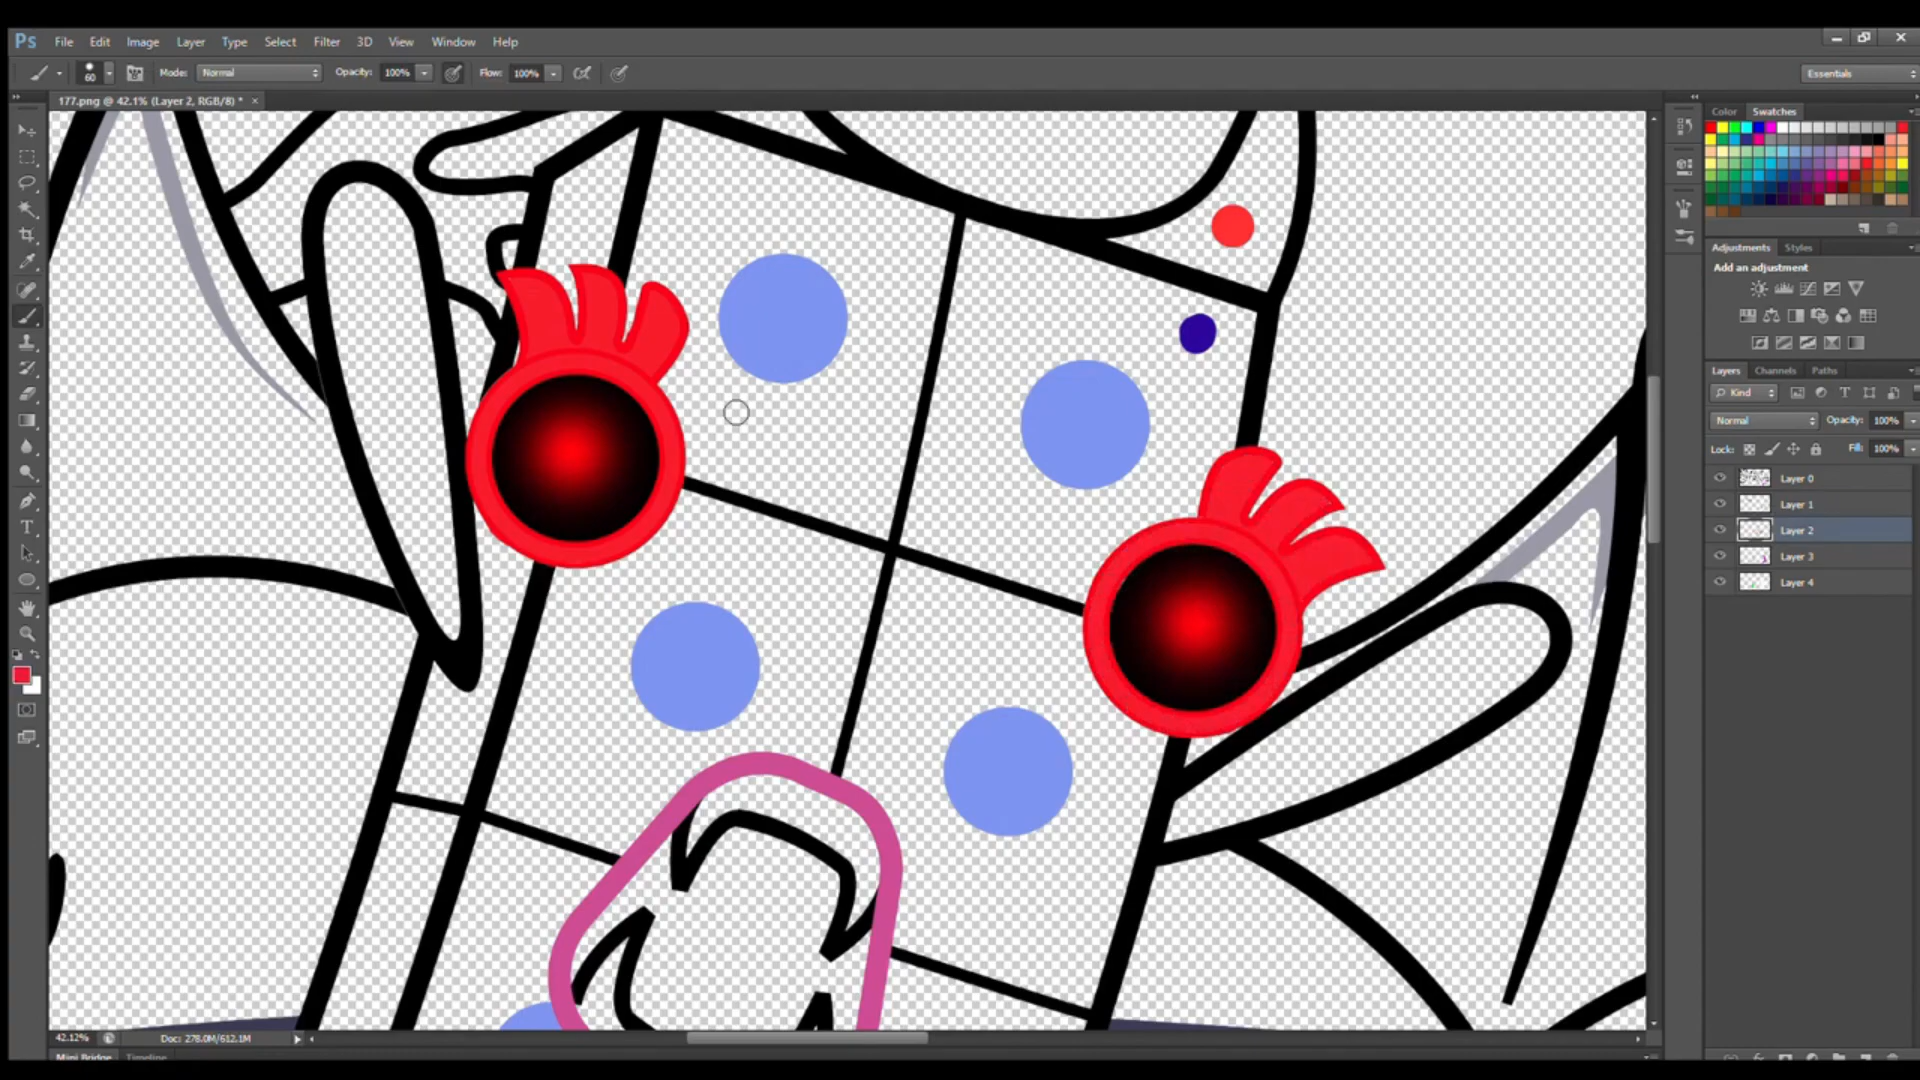 Ps File Edit Image Layer Type Select Filter 3D View Window Help
60 Mode: Normal Opacity: 100% Flow: 100% Essentials
177.png @ 42.1% (Layer 2, RGB/8) * ×
Color Swatches
Adjustments Styles
Add an adjustment
Layers Channels Paths
Kind
Normal Opacity: 100%
Lock: Fill: 100%
Layer 0
Layer 1
Layer 2
Layer 3
Layer 4
42.12% Doc: 278.0M/612.1M
Mini Bridge Timeline